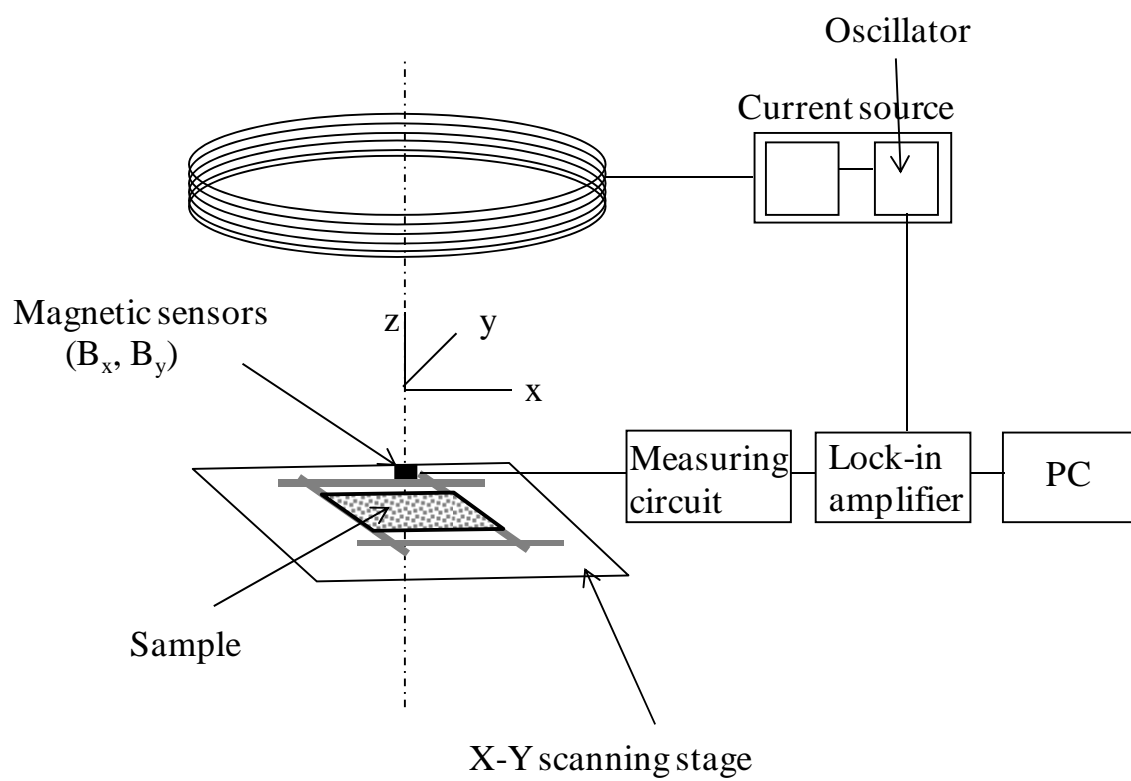 Oscillator
Current source
Magnetic sensors
(Bx, By)
z
y
x
Measuring
circuit
Lock-in
amplifier
PC
Sample
X-Y scanning stage